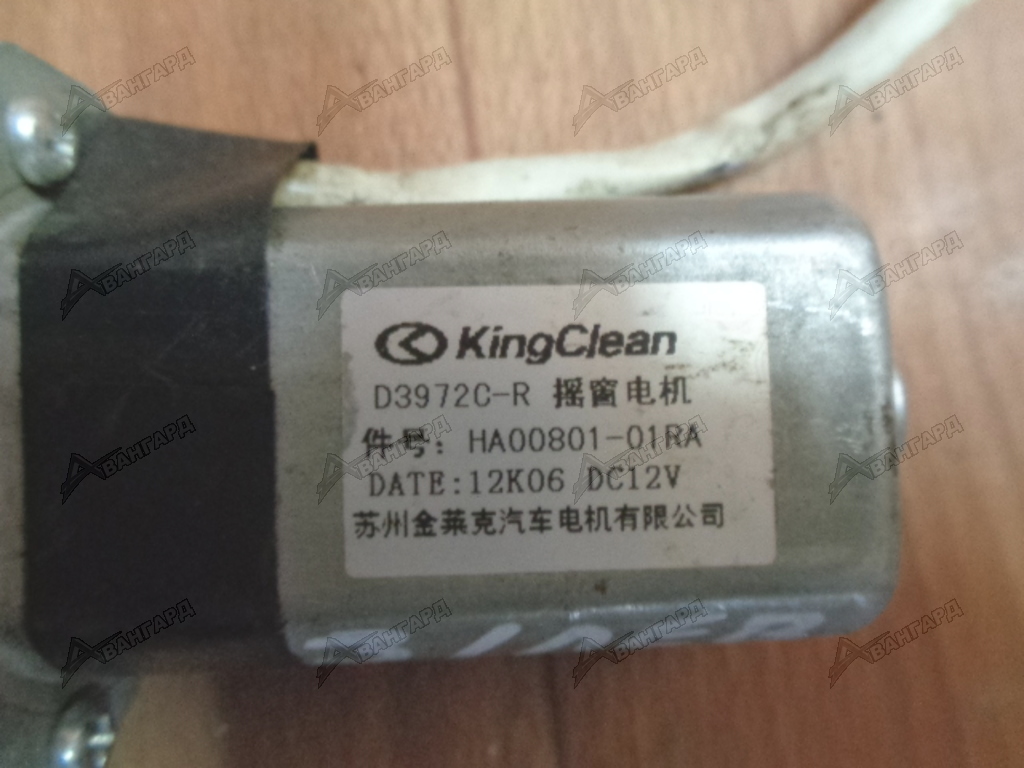 KingClean
D3972C-R 摇窗电机
件号: HA00801-01RA
DATE:12K06 DC12V
苏州金莱克汽车电机有限公司
АВАНГАРД